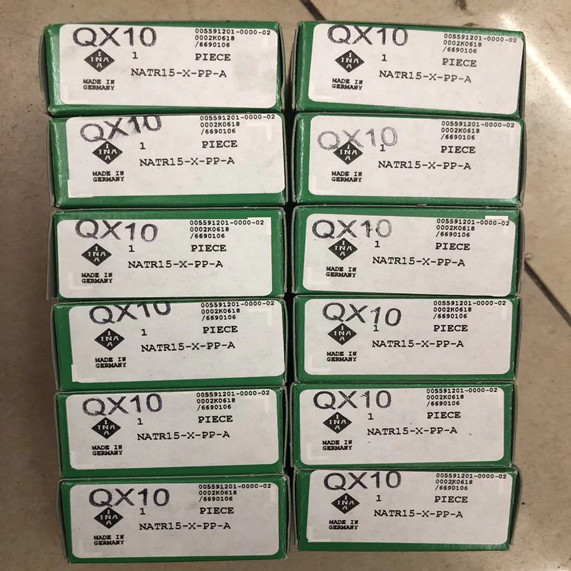 QX10
005591201-0000-02
0002K0618
/6690106
1 PIECE
INA
NATR15-X-PP-A
MADE IN
GERMANY
QX10
005591201-0000-02
0002K0618
/6690106
1 PIECE
INA
NATR15-X-PP-A
MADE IN
GERMANY
QX10
005591201-0000-02
0002K0618
/6690106
1 PIECE
INA
NATR15-X-PP-A
MADE IN
GERMANY
QX10
005591201-0000-02
0002K0618
/6690106
1 PIECE
INA
NATR15-X-PP-A
MADE IN
GERMANY
QX10
005591201-0000-02
0002K0618
/6690106
1 PIECE
INA
NATR15-X-PP-A
MADE IN
GERMANY
QX10
005591201-0000-02
0002K0618
/6690106
1 PIECE
INA
NATR15-X-PP-A
MADE IN
GERMANY
QX10
005591201-0000-02
0002K0618
/6690106
1 PIECE
INA
NATR15-X-PP-A
MADE IN
GERMANY
QX10
005591201-0000-02
0002K0618
/6690106
1 PIECE
INA
NATR15-X-PP-A
MADE IN
GERMANY
QX10
005591201-0000-02
0002K0618
/6690106
1 PIECE
INA
NATR15-X-PP-A
MADE IN
GERMANY
QX10
005591201-0000-02
0002K0618
/6690106
1 PIECE
INA
NATR15-X-PP-A
MADE IN
GERMANY
QX10
005591201-0000-02
0002K0618
/6690106
1 PIECE
INA
NATR15-X-PP-A
MADE IN
GERMANY
QX10
005591201-0000-02
0002K0618
/6690106
1 PIECE
INA
NATR15-X-PP-A
MADE IN
GERMANY